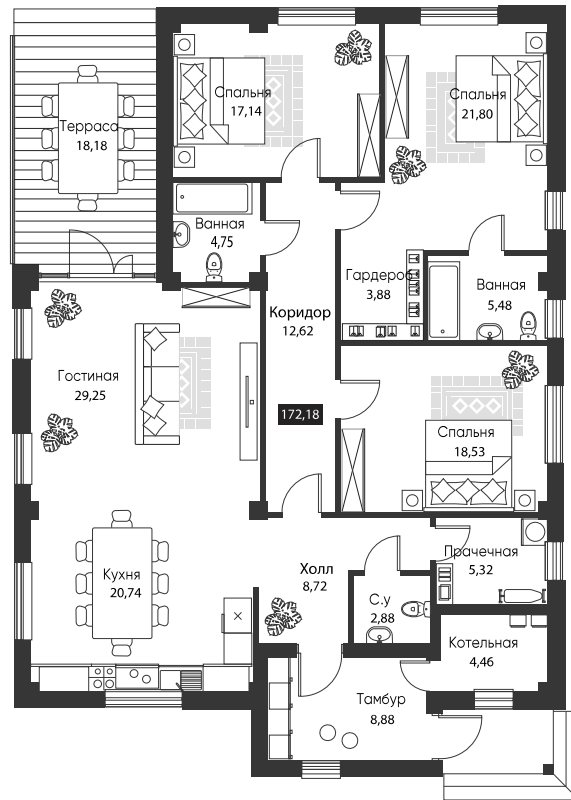 Спальня
17,14
Спальня
21,80
Терраса
18,18
Ванная
4,75
Гардероб
3,88
Ванная
5,48
Коридор
12,62
Гостиная
29,25
172,18
Спальня
18,53
Кухня
20,74
Холл
8,72
Прачечная
5,32
С.у
2,88
Котельная
4,46
Тамбур
8,88